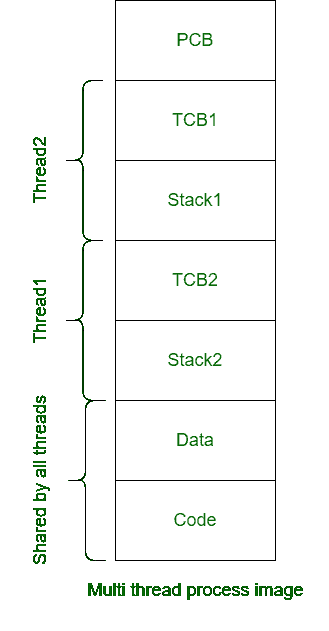 PCB
Thread2
TCB1
Stack1
Thread1
TCB2
Stack2
Shared by all threads
Data
Code
Multi thread process image